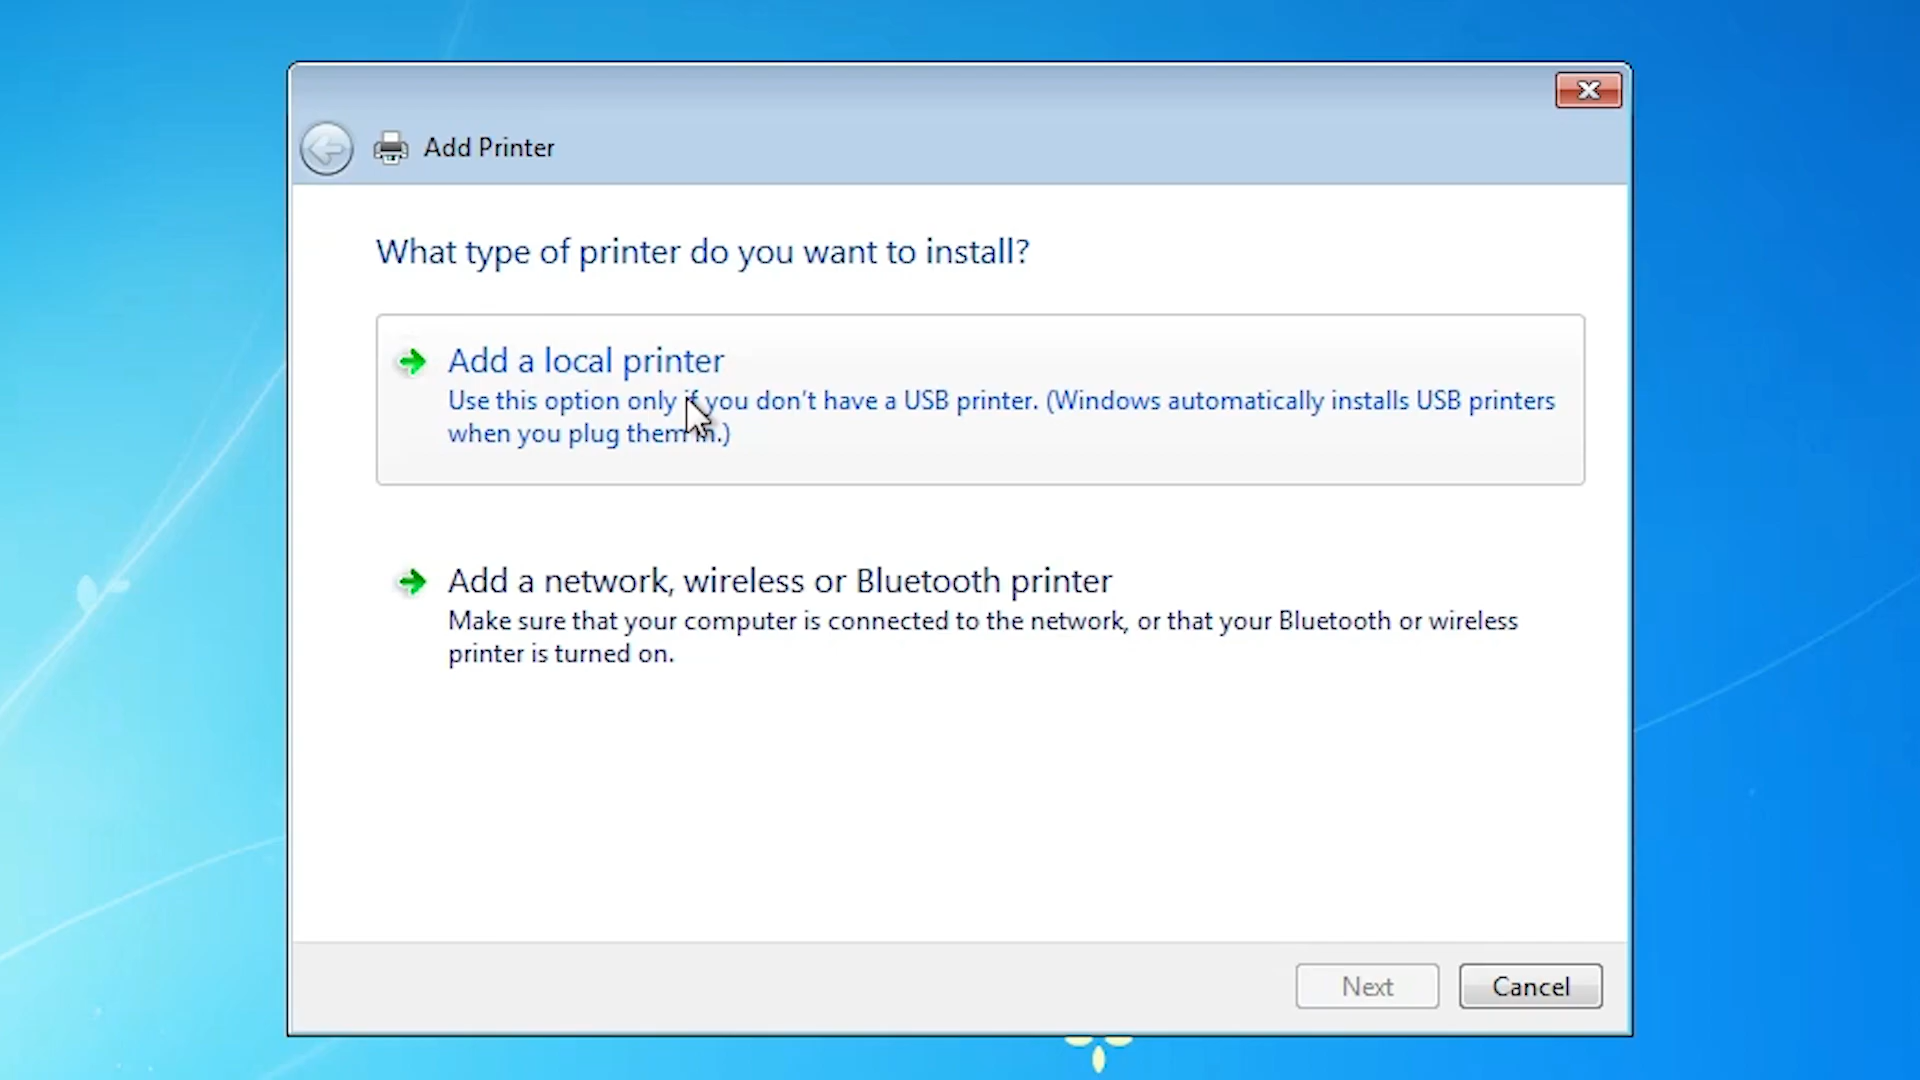 Add Printer
What type of printer do you want to install?
Add a local printer
Use this option only if you don't have a USB printer. (Windows automatically installs USB printers
when you plug them in.)
Add a network, wireless or Bluetooth printer
Make sure that your computer is connected to the network, or that your Bluetooth or wireless
printer is turned on.
Next
Cancel